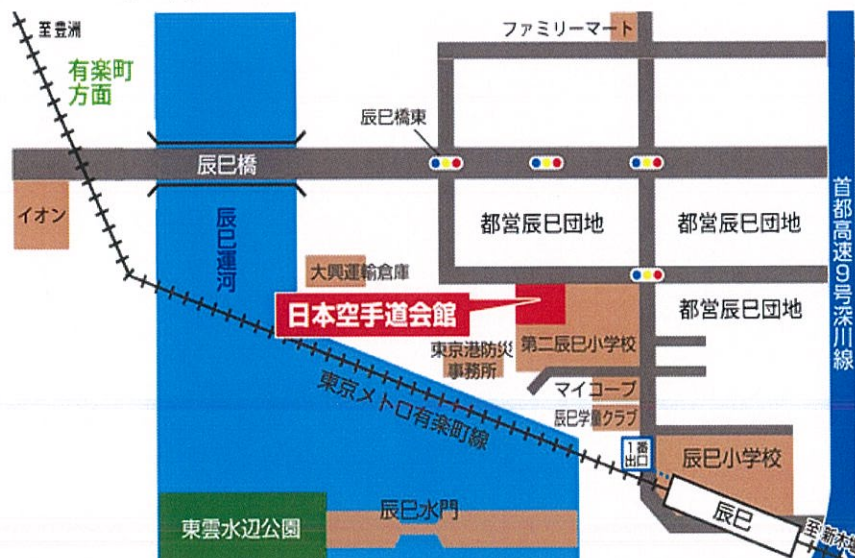 至豊洲
有楽町
方面
ファミリーマート
辰巳橋東
辰巳橋
イオン
辰巳運河
都営辰巳団地
都営辰巳団地
首都高速9号深川線
大興運輸倉庫
日本空手道会館
都営辰巳団地
東京港防災
事務所
第二辰巳小学校
東京メトロ有楽町線
マイコープ
辰巳学童クラブ
1番
出口
辰巳小学校
東雲水辺公園
辰巳水門
辰巳
至新木場